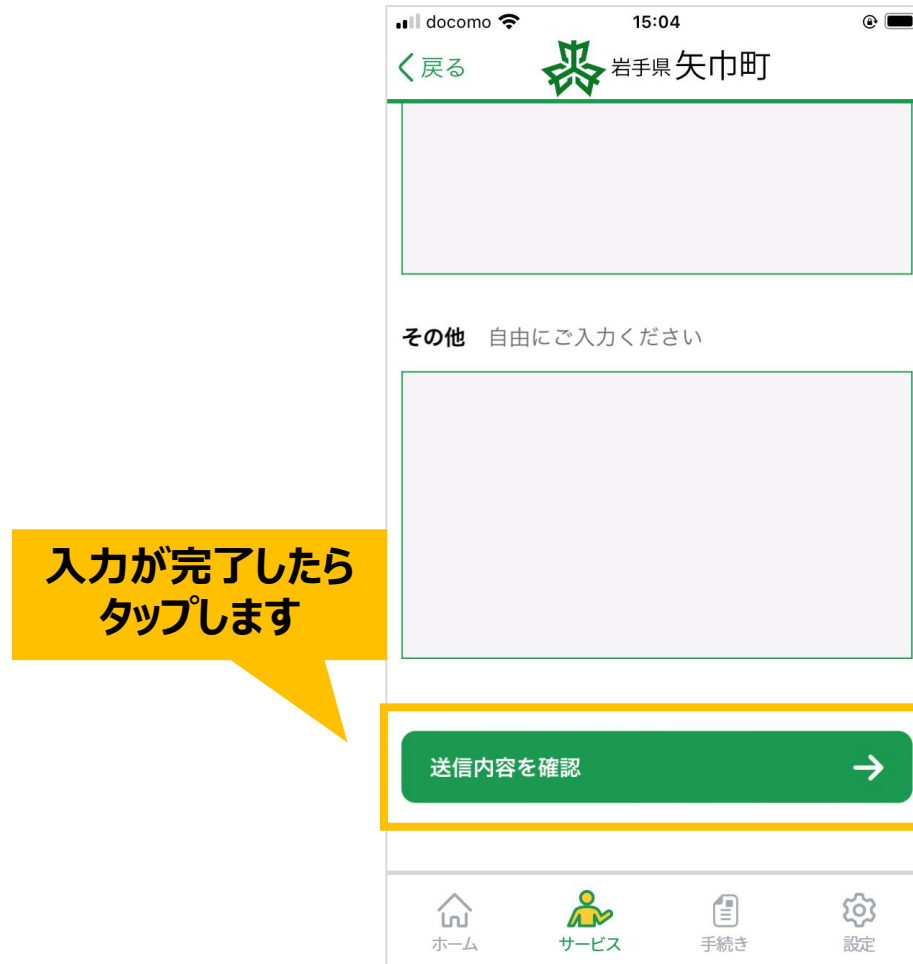 docomo 15:04
戻る 岩手県 矢巾町
その他 自由にご入力ください
入力が完了したら
タップします
送信内容を確認
ホーム サービス 手続き 設定